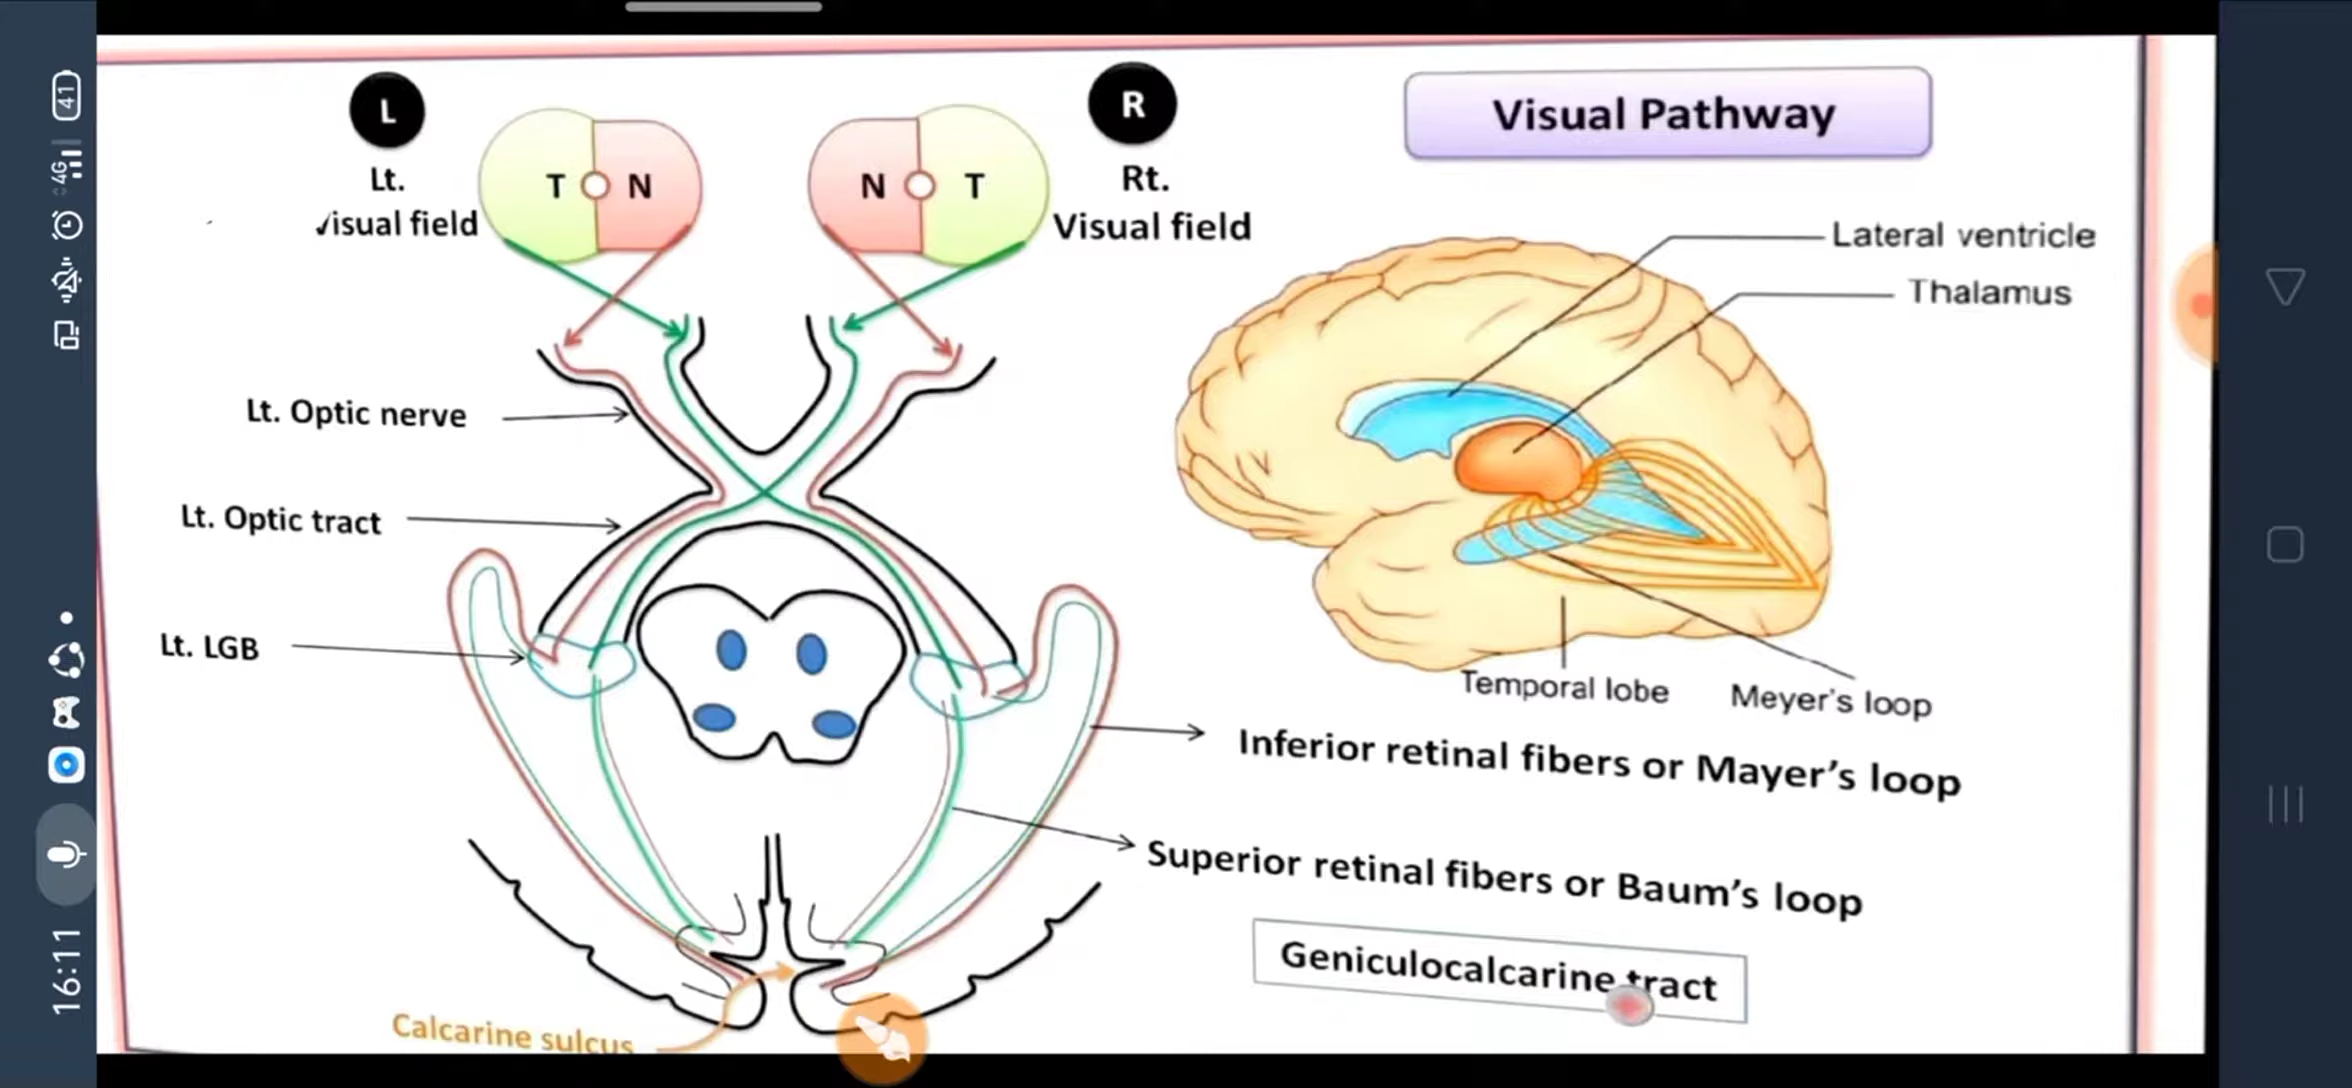 L
Lt.
Visual field
T N
N T
R
Rt.
Visual field
Visual Pathway
Lateral ventricle
Thalamus
Lt. Optic nerve
Lt. Optic tract
Lt. LGB
Temporal lobe
Meyer's loop
Inferior retinal fibers or Mayer's loop
Superior retinal fibers or Baum's loop
Geniculocalcarine tract
Calcarine sulcus
41
4G
16:11